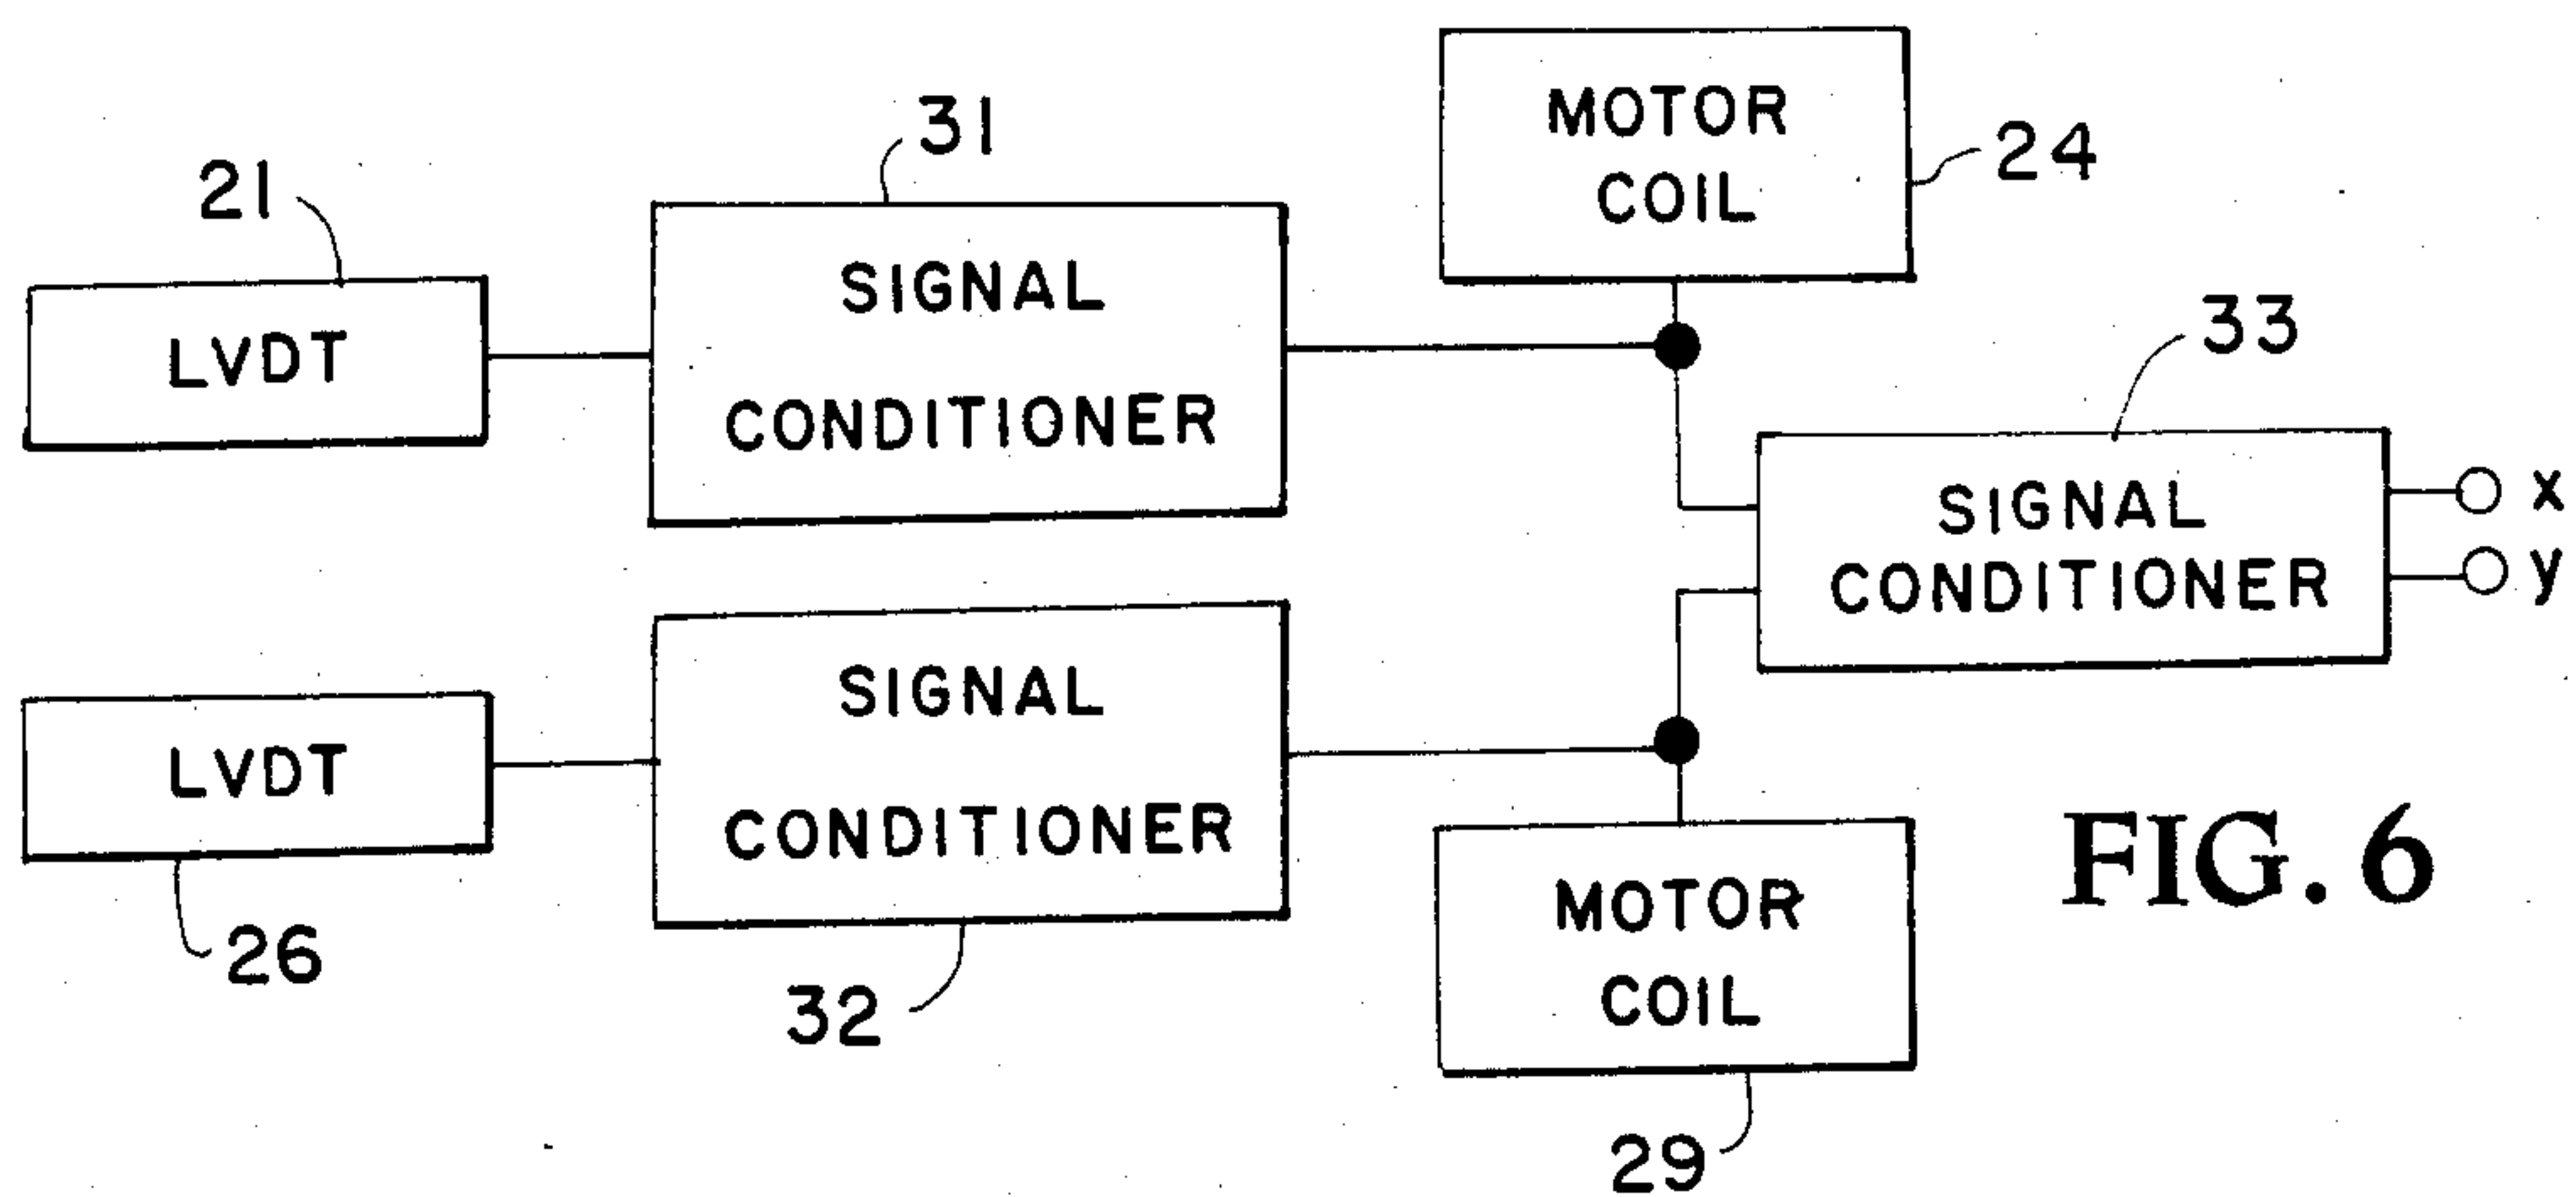 21
LVDT
31
SIGNAL
CONDITIONER
MOTOR
COIL
24
33
SIGNAL
CONDITIONER
x
y
LVDT
26
SIGNAL
CONDITIONER
32
MOTOR
COIL
29
FIG. 6